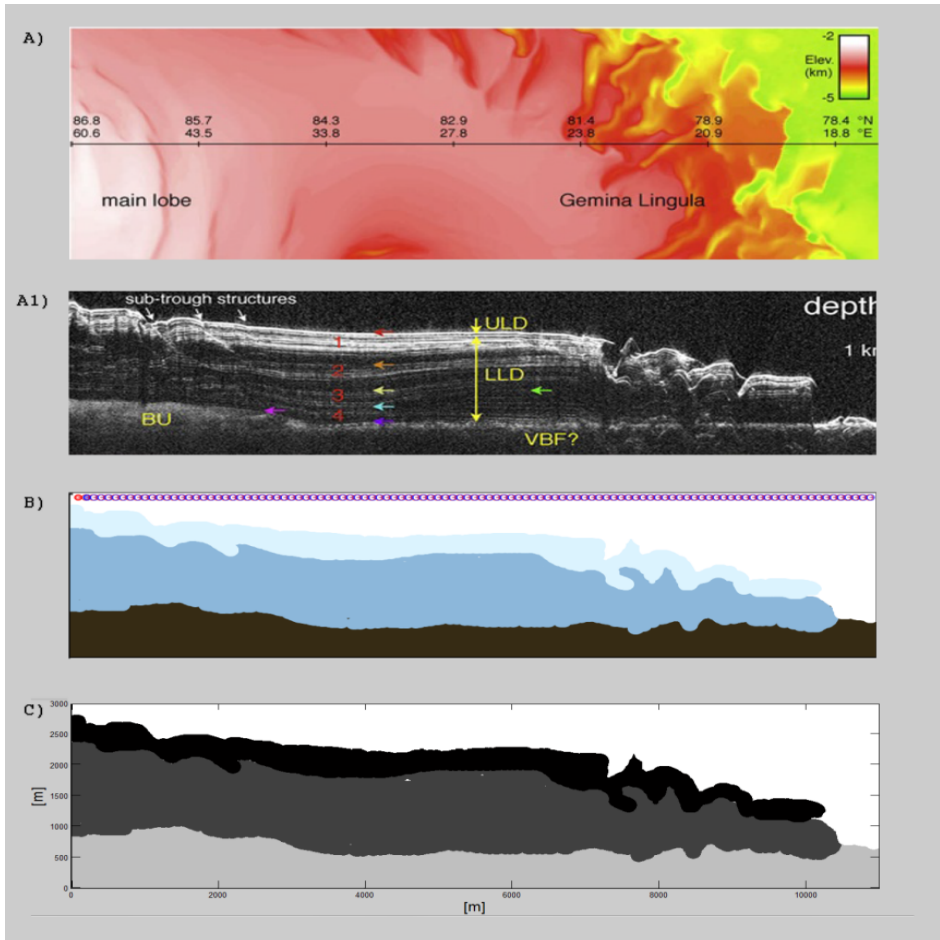 A)
-2
Elev.
(km)
-5
86.8 85.7 84.3 82.9 81.4 78.9 78.4 °N
60.6 43.5 33.8 27.8 23.8 20.9 18.8 °E
main lobe
Gemina Lingula
A1)
sub-trough structures
depth
ULD
1
LLD
1 k
2
3
4
BU
VBF?
B)
C)
3000
2500
2000
1500
1000
500
0
[m]
0 2000 4000 6000 8000 10000
[m]